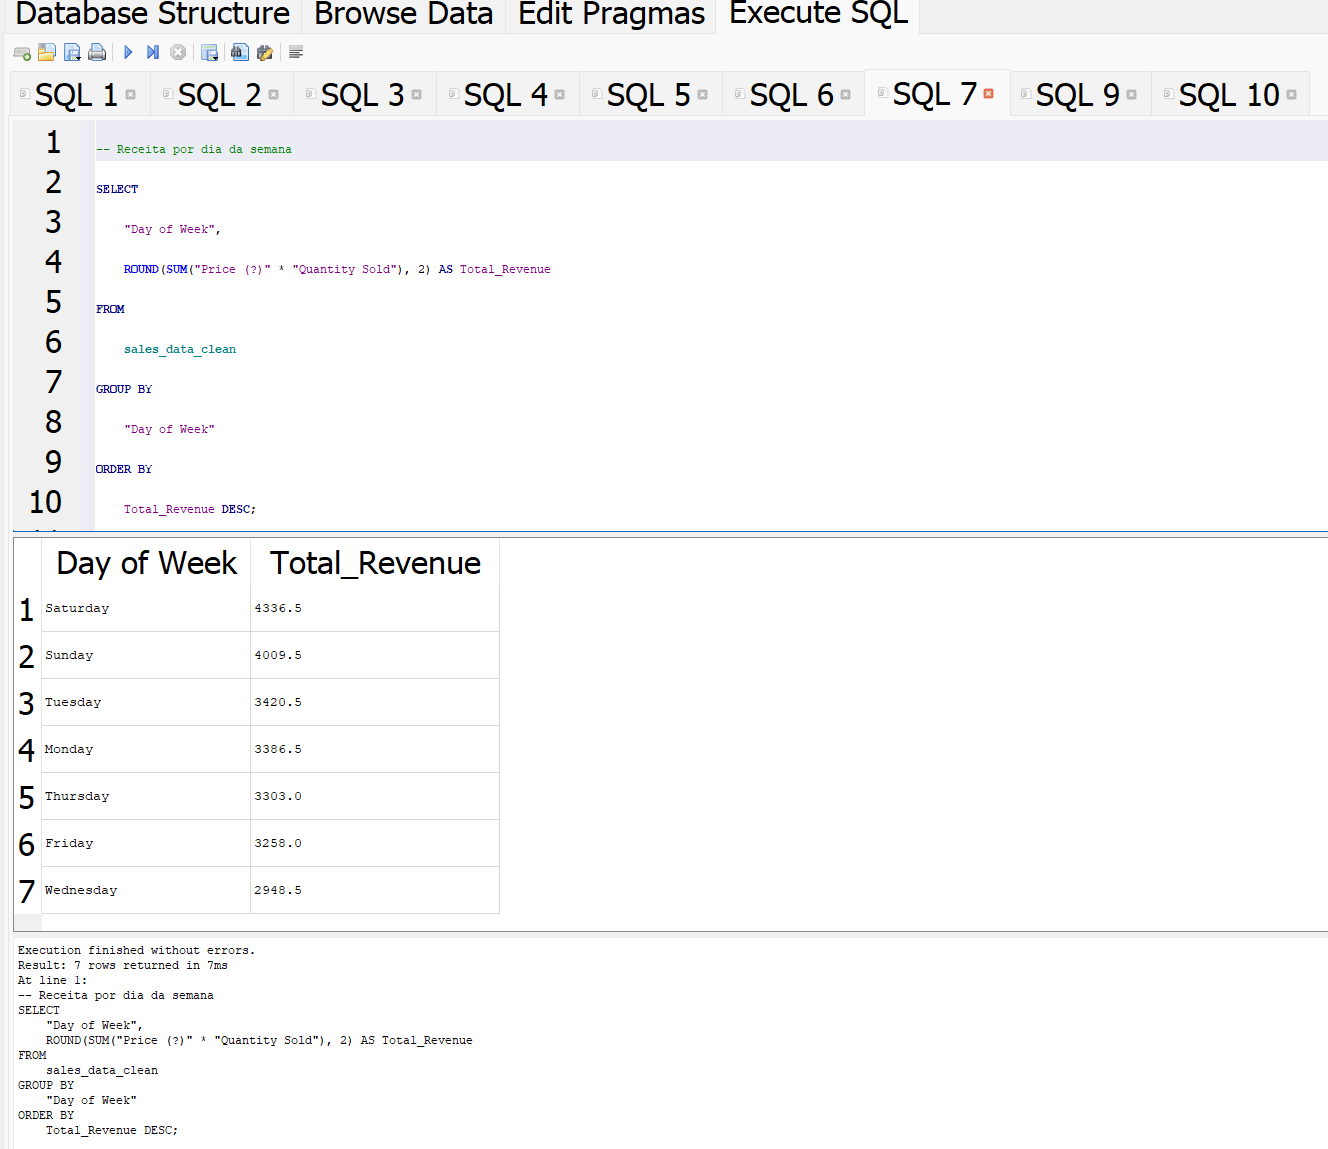 Database Structure Browse Data Edit Pragmas Execute SQL
SQL 1 SQL 2 SQL 3 SQL 4 SQL 5 SQL 6 SQL 7 SQL 9 SQL 10
1 -- Receita por dia da semana
2 SELECT
3 "Day of Week",
4 ROUND(SUM("Price (?)" * "Quantity Sold"), 2) AS Total_Revenue
5 FROM
6 sales_data_clean
7 GROUP BY
8 "Day of Week"
9 ORDER BY
10 Total_Revenue DESC;
Day of Week Total_Revenue
1 Saturday 4336.5
2 Sunday 4009.5
3 Tuesday 3420.5
4 Monday 3386.5
5 Thursday 3303.0
6 Friday 3258.0
7 Wednesday 2948.5
Execution finished without errors.
Result: 7 rows returned in 7ms
At line 1:
-- Receita por dia da semana
SELECT
"Day of Week",
ROUND(SUM("Price (?)" * "Quantity Sold"), 2) AS Total_Revenue
FROM
sales_data_clean
GROUP BY
"Day of Week"
ORDER BY
Total_Revenue DESC;